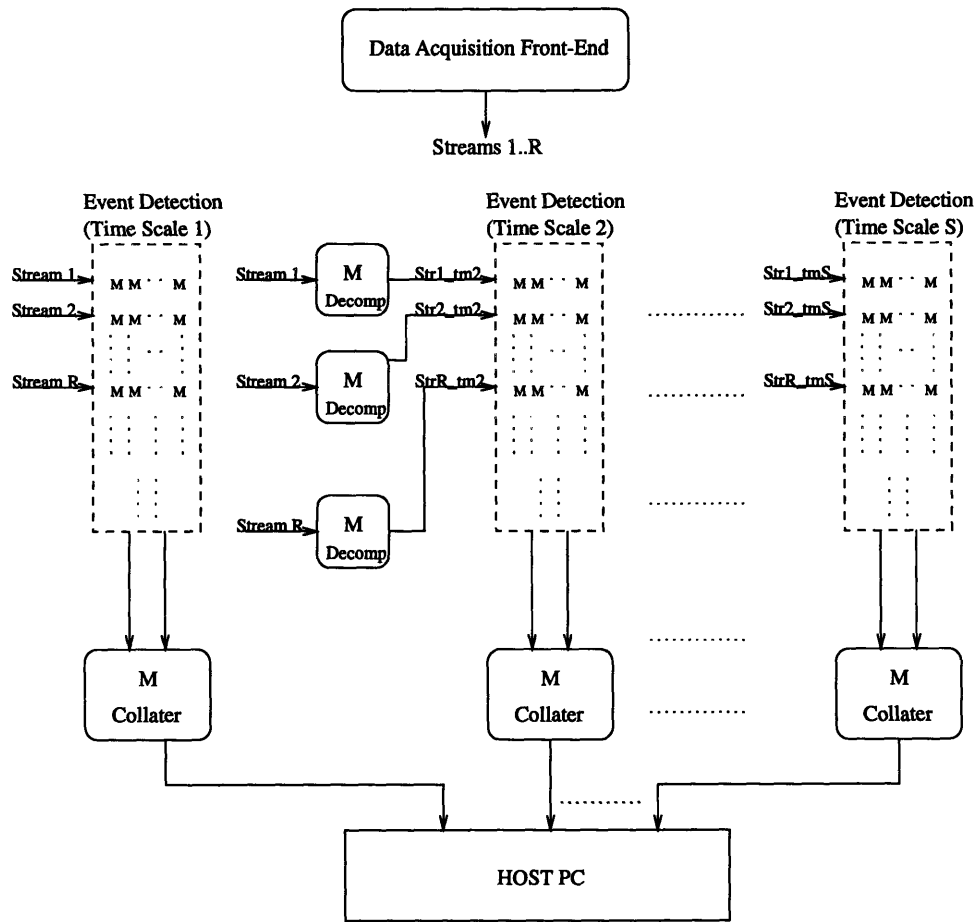 Data Acquisition Front-End
Streams 1..R
Event Detection
(Time Scale 1)
Event Detection
(Time Scale 2)
Event Detection
(Time Scale S)
Stream 1
Stream 2
Stream R
M M . . M
M M . . M
M M . . M
Stream 1
M
Decomp
Stream 2
M
Decomp
Stream R
M
Decomp
Str1_tm2
Str2_tm2
StrR_tm2
M M . . M
M M . . M
M M . . M
Str1_tmS
Str2_tmS
StrR_tmS
M M . . M
M M . . M
M M . . M
M
Collater
M
Collater
M
Collater
HOST PC